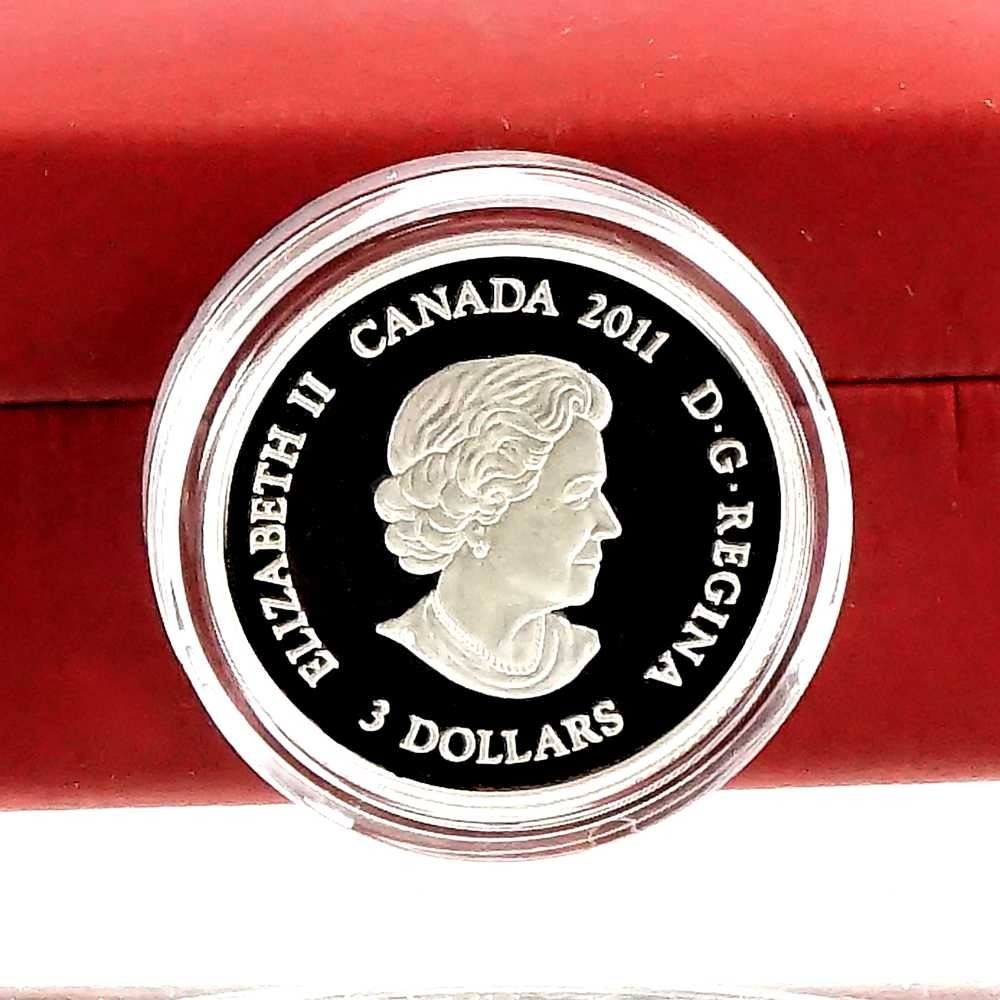 ELIZABETH II
CANADA 2011
D·G·REGINA
3 DOLLARS